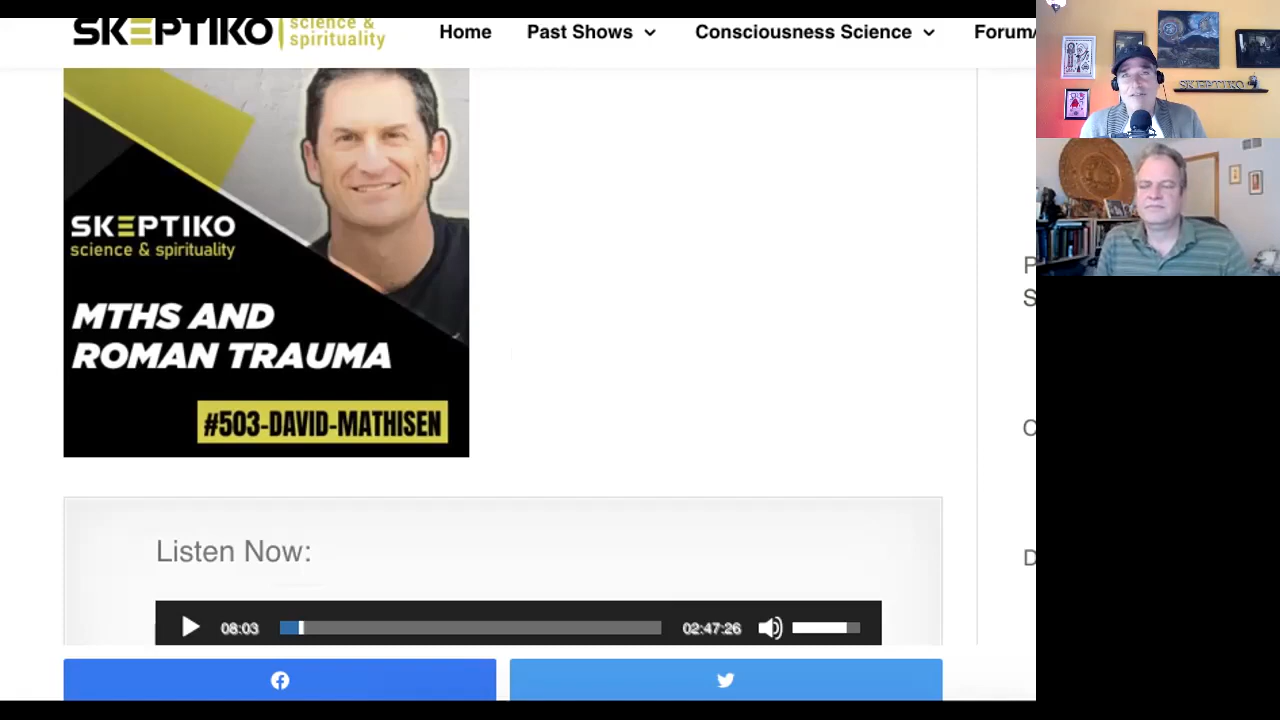 SKEPTIKO science & spirituality
Home Past Shows Consciousness Science Forum/
SKEPTIKO
science & spirituality
MTHS AND
ROMAN TRAUMA
#503-DAVID-MATHISEN
Listen Now:
08:03 02:47:26
P
S
C
D
SKEPTIKO